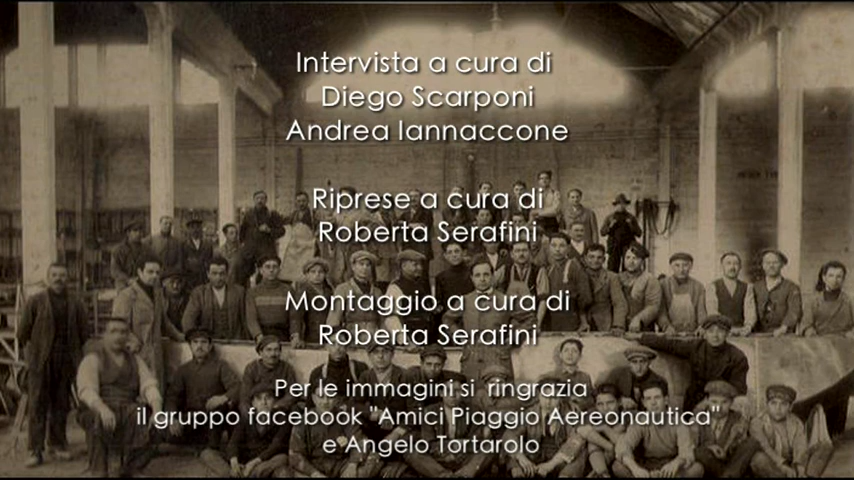 Intervista a cura di
Diego Scarponi
Andrea Iannaccone
Riprese a cura di
Roberta Serafini
Montaggio a cura di
Roberta Serafini
Per le immagini si ringrazia
il gruppo facebook "Amici Piaggio Aereonautica"
e Angelo Tortarolo